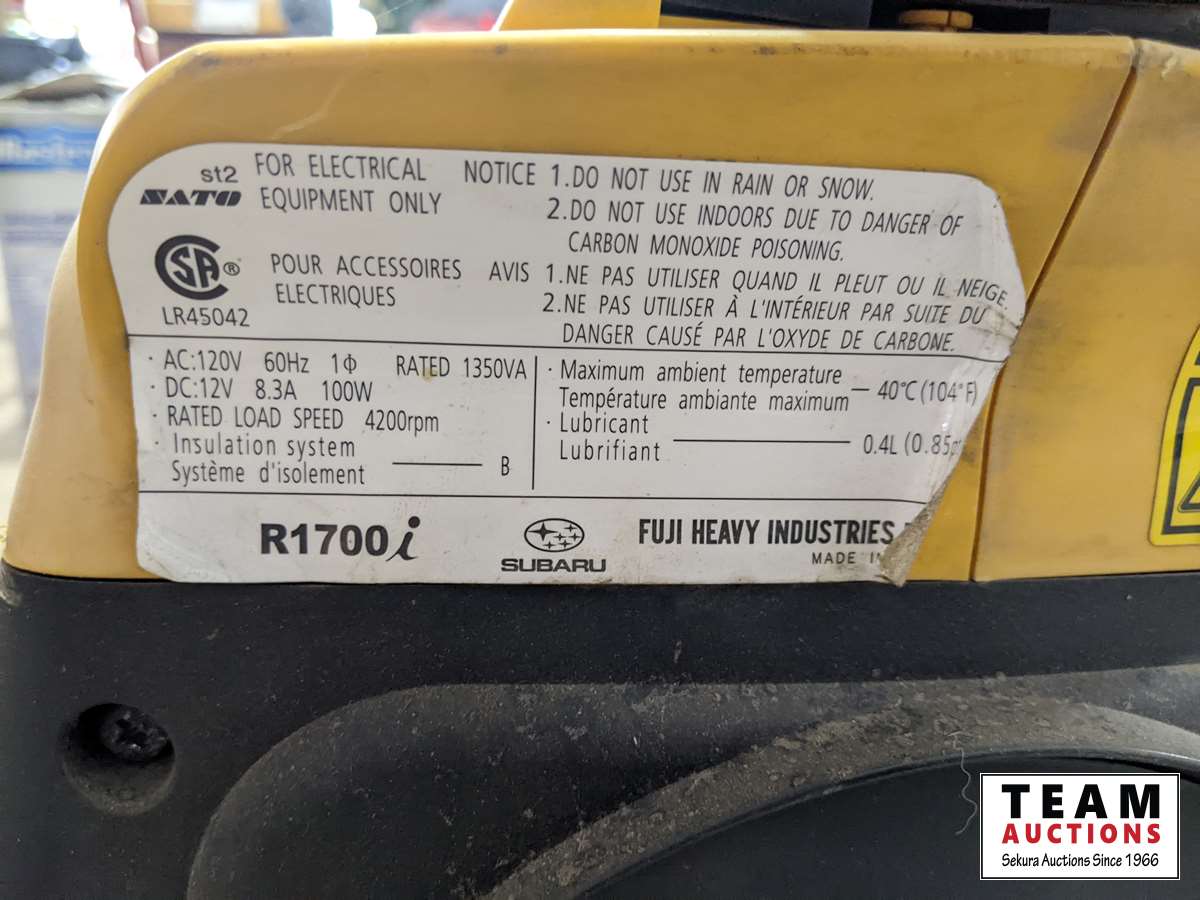 st2
SATO
FOR ELECTRICAL
EQUIPMENT ONLY
NOTICE 1.DO NOT USE IN RAIN OR SNOW.
2.DO NOT USE INDOORS DUE TO DANGER OF
CARBON MONOXIDE POISONING.
CSA®
LR45042
POUR ACCESSOIRES
ELECTRIQUES
AVIS 1.NE PAS UTILISER QUAND IL PLEUT OU IL NEIGE.
2.NE PAS UTILISER À L'INTÉRIEUR PAR SUITE DU
DANGER CAUSÉ PAR L'OXYDE DE CARBONE.
· AC:120V 60Hz 1Φ RATED 1350VA
· DC:12V 8.3A 100W
· RATED LOAD SPEED 4200rpm
· Insulation system
Système d'isolement — B
· Maximum ambient temperature
Température ambiante maximum — 40℃(104°F)
· Lubricant
Lubrifiant — 0.4L (0.85
R1700i
SUBARU
FUJI HEAVY INDUSTRIES
MADE IN
TEAM
AUCTIONS
Sekura Auctions Since 1966